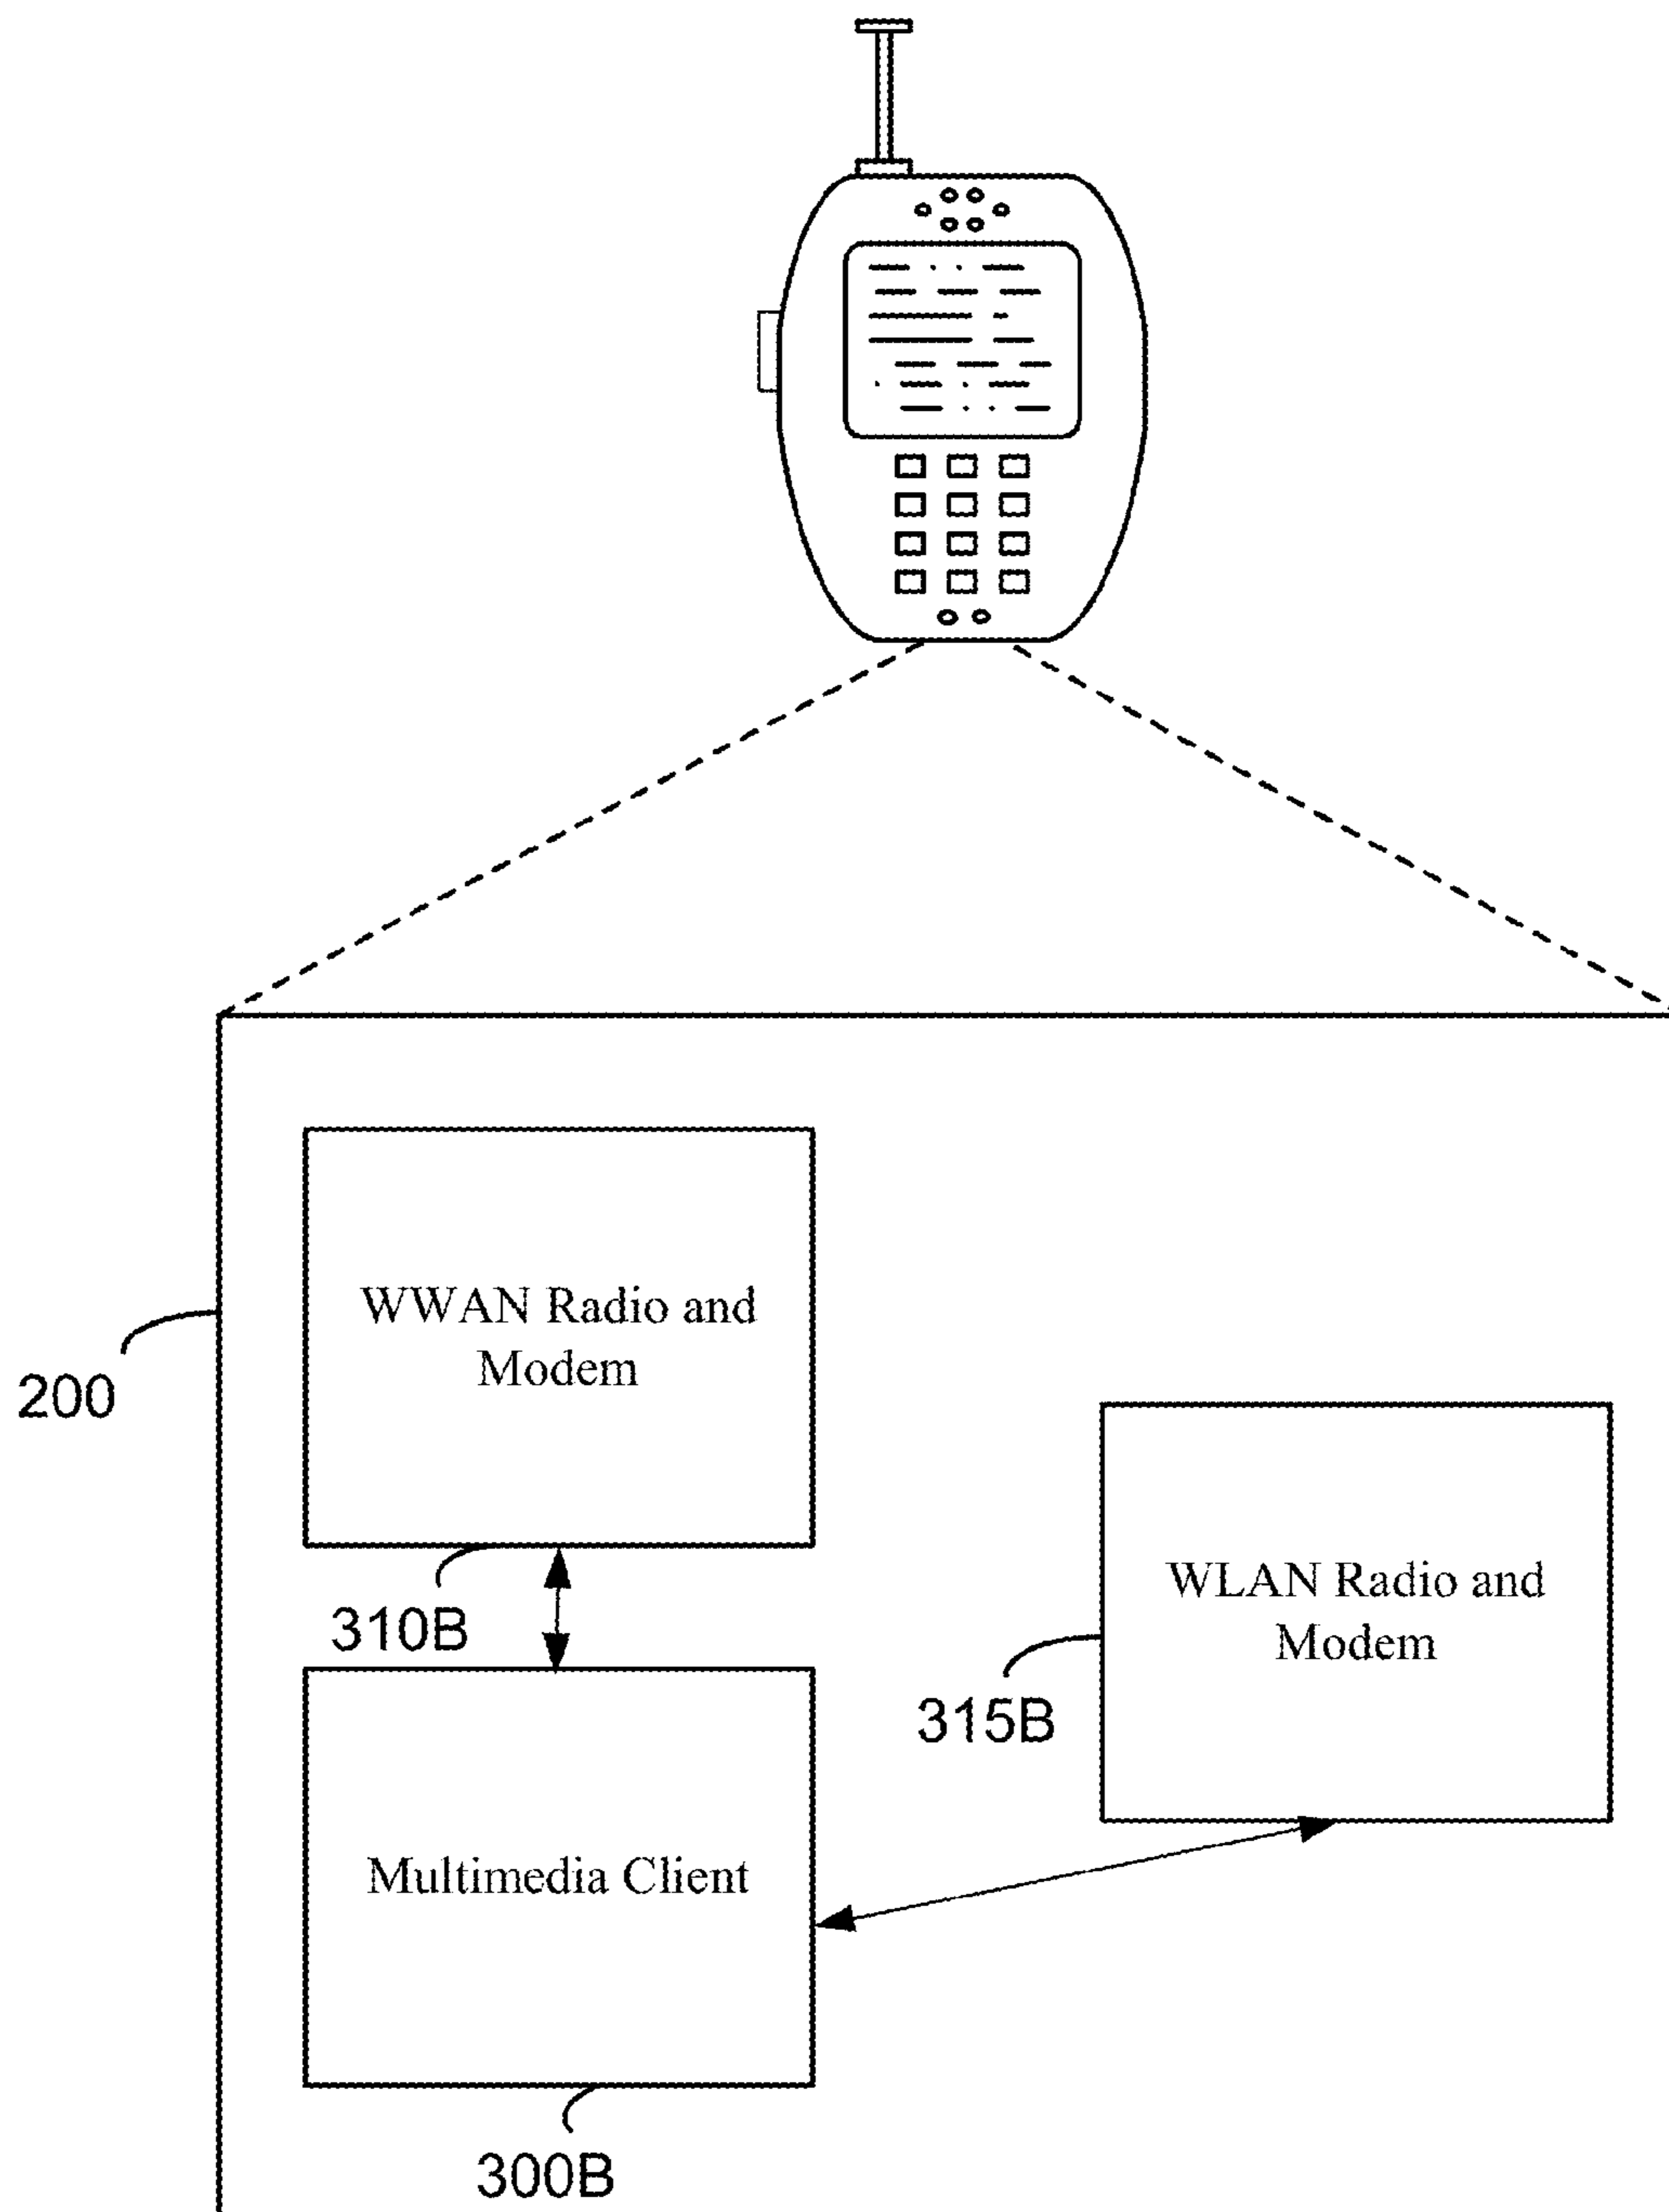 WWAN Radio and
Modem
200
310B
WLAN Radio and
Modem
315B
Multimedia Client
300B